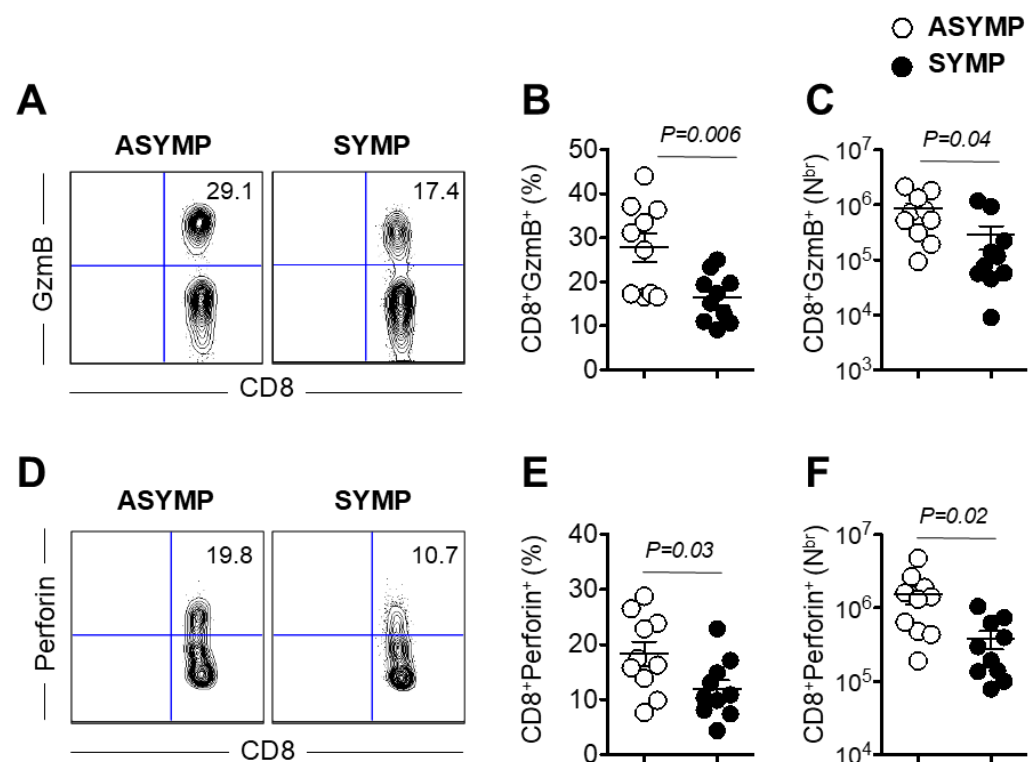 ASYMP
SYMP
A
ASYMP
SYMP
29.1
17.4
GzmB
CD8
B
P=0.006
CD8⁺GzmB⁺ (%)
50
40
30
20
10
0
C
P=0.04
CD8⁺GzmB⁺ (Nᵇʳ)
10⁷
10⁶
10⁵
10⁴
10³
D
ASYMP
SYMP
19.8
10.7
Perforin
CD8
E
P=0.03
CD8⁺Perforin⁺ (%)
40
30
20
10
0
F
P=0.02
CD8⁺Perforin⁺ (Nᵇʳ)
10⁷
10⁶
10⁵
10⁴